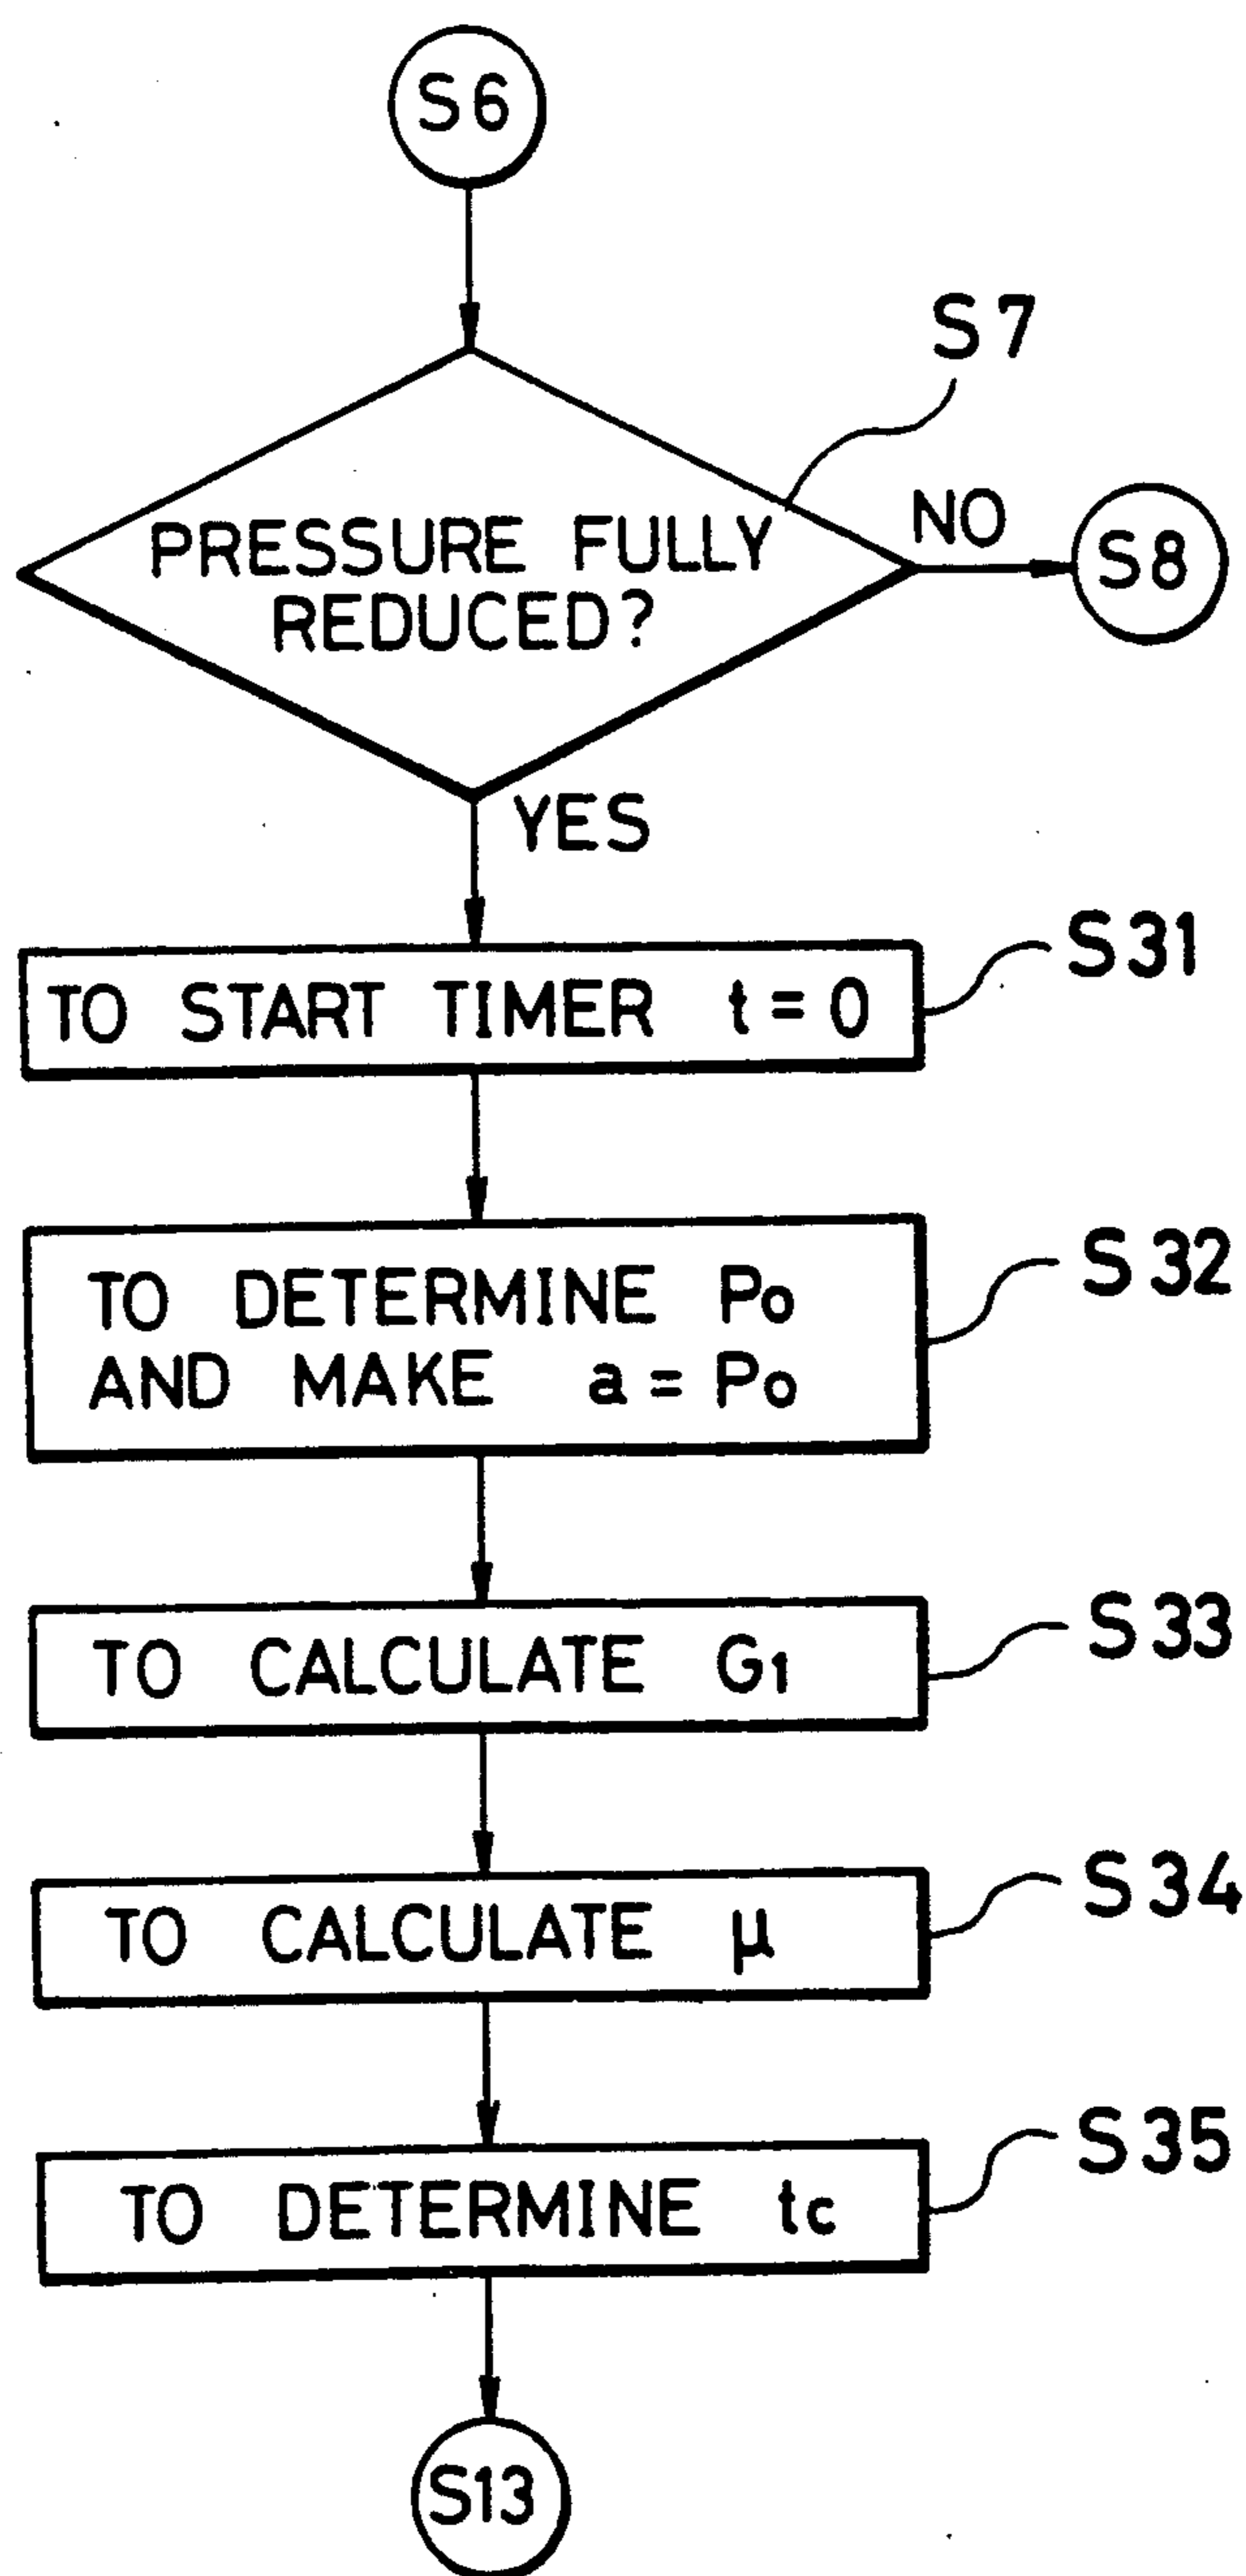 S6
S7
PRESSURE FULLY
REDUCED?
NO
S8
YES
S31
TO START TIMER t = 0
S32
TO DETERMINE Po
AND MAKE a = Po
S33
TO CALCULATE G1
S34
TO CALCULATE μ
S35
TO DETERMINE tc
S13